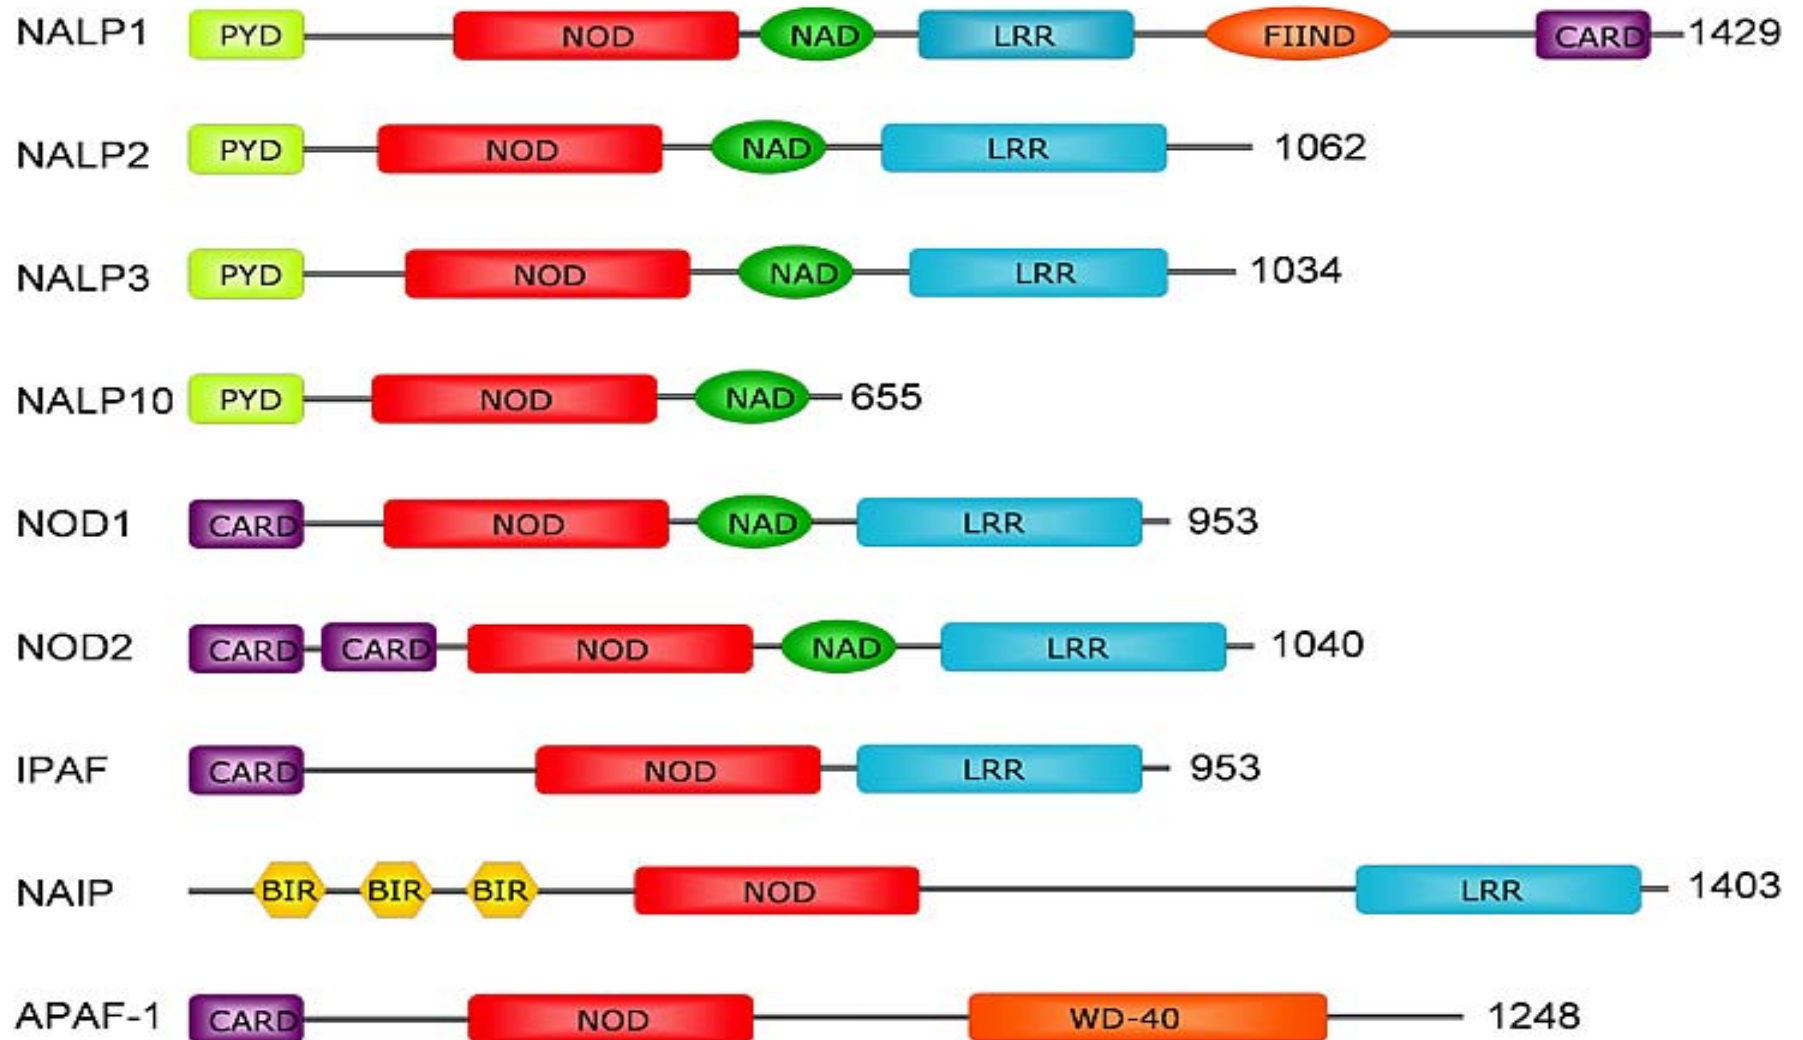 NALP1 PYD NOD NAD LRR FIIND CARD 1429
NALP2 PYD NOD NAD LRR 1062
NALP3 PYD NOD NAD LRR 1034
NALP10 PYD NOD NAD 655
NOD1 CARD NOD NAD LRR 953
NOD2 CARD CARD NOD NAD LRR 1040
IPAF CARD NOD LRR 953
NAIP BIR BIR BIR NOD LRR 1403
APAF-1 CARD NOD WD-40 1248